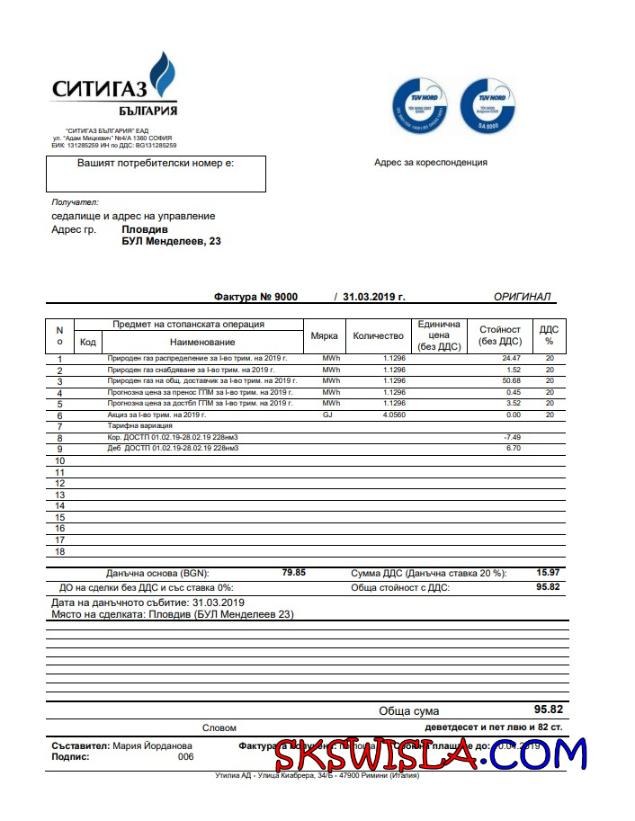 СИТИГАЗ
БЪЛГАРИЯ
"СИТИГАЗ БЪЛГАРИЯ" ЕАД
ул. "Адам Мицкевич" №4/А 1360 СОФИЯ
ЕИК: 131285259 ИН по ДДС: BG131285259
TÜV NORD
TÜV NORD
SA 8000
Вашият потребителски номер е:
Адрес за кореспонденция
Получател:
седалище и адрес на управление
Адрес гр. Пловдив
БУЛ Менделеев, 23
Фактура № 9000 / 31.03.2019 г. ОРИГИНАЛ
No Предмет на стопанската операция Мярка Количество Единична цена (без ДДС) Стойност (без ДДС) ДДС %
Код Наименование
1 Природен газ разпределение за I-во трим. на 2019 г. MWh 1.1296 24.47 20
2 Природен газ снабдяване за I-во трим. на 2019 г. MWh 1.1296 1.52 20
3 Природен газ на общ. доставчик за I-во трим. на 2019 г. MWh 1.1296 50.68 20
4 Прогнозна цена за пренос ГПМ за I-во трим. на 2019 г. MWh 1.1296 0.45 20
5 Прогнозна цена за достбп ГПМ за I-во трим. на 2019 г. MWh 1.1296 3.52 20
6 Акциз за I-во трим. на 2019 г. GJ 4.0560 0.00 20
7 Тарифна вариация
8 Кор. ДОСТП 01.02.19-28.02.19 228нм3 -7.49
9 Деб ДОСТП 01.02.19-28.02.19 228нм3 6.70
10
11
12
13
14
15
16
17
18
Данъчна основа (BGN): 79.85 Сумма ДДС (Данъчна ставка 20 %): 15.97
ДО на сделки без ДДС и със ставка 0%: Обща стойност с ДДС: 95.82
Дата на данъчното събитие: 31.03.2019
Място на сделката: Пловдив (БУЛ Менделеев 23)
Обща сума 95.82
Словом деветдесет и пет лвю и 82 ст.
Съставител: Мария Йорданова Фактурата плащане до:
Подпис: 006
SKSWISLA.COM
Утилиа АД - Улица Киабрера, 34/Б - 47900 Римини (Италия)